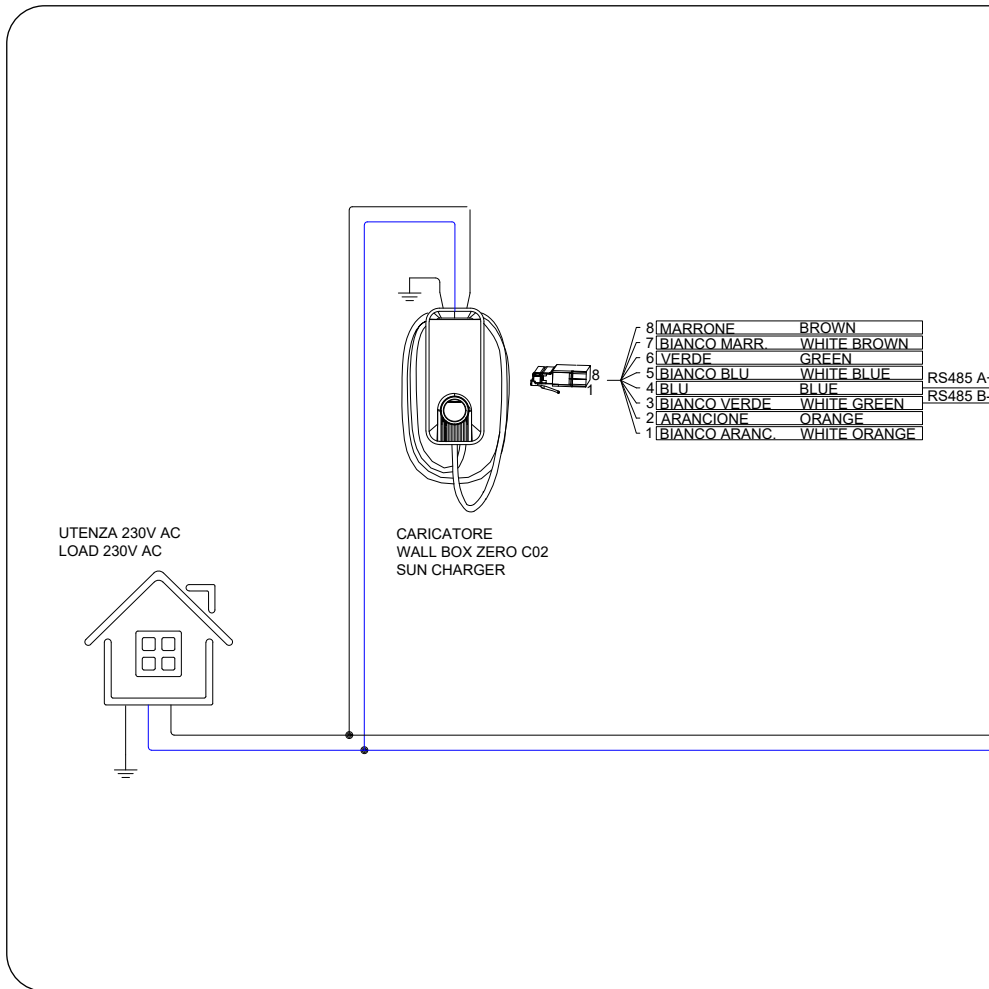 8 MARRONE BROWN
7 BIANCO MARR. WHITE BROWN
6 VERDE GREEN
8 5 BIANCO BLU WHITE BLUE RS485 A+
1 4 BLU BLUE
3 BIANCO VERDE WHITE GREEN RS485 B-
2 ARANCIONE ORANGE
1 BIANCO ARANC. WHITE ORANGE
UTENZA 230V AC
LOAD 230V AC
CARICATORE
WALL BOX ZERO C02
SUN CHARGER